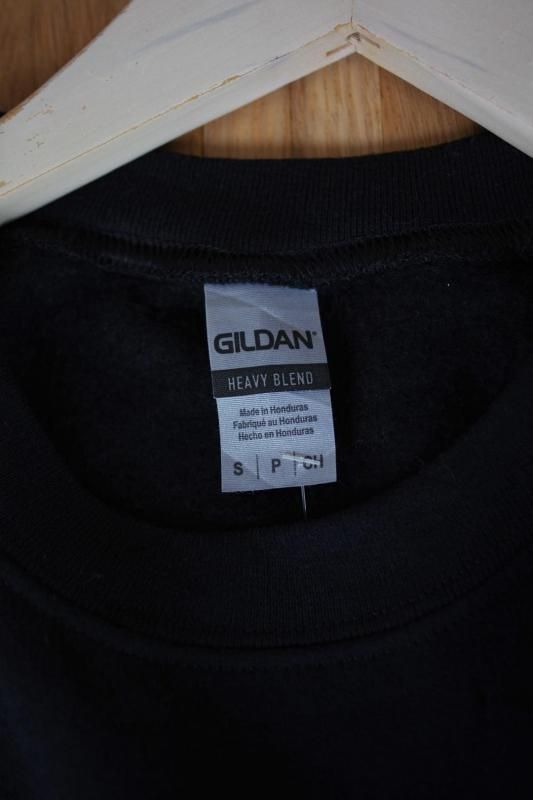 GILDAN®
HEAVY BLEND
Made in Honduras
Fabriqué au Honduras
Hecho en Honduras
S | P | CH